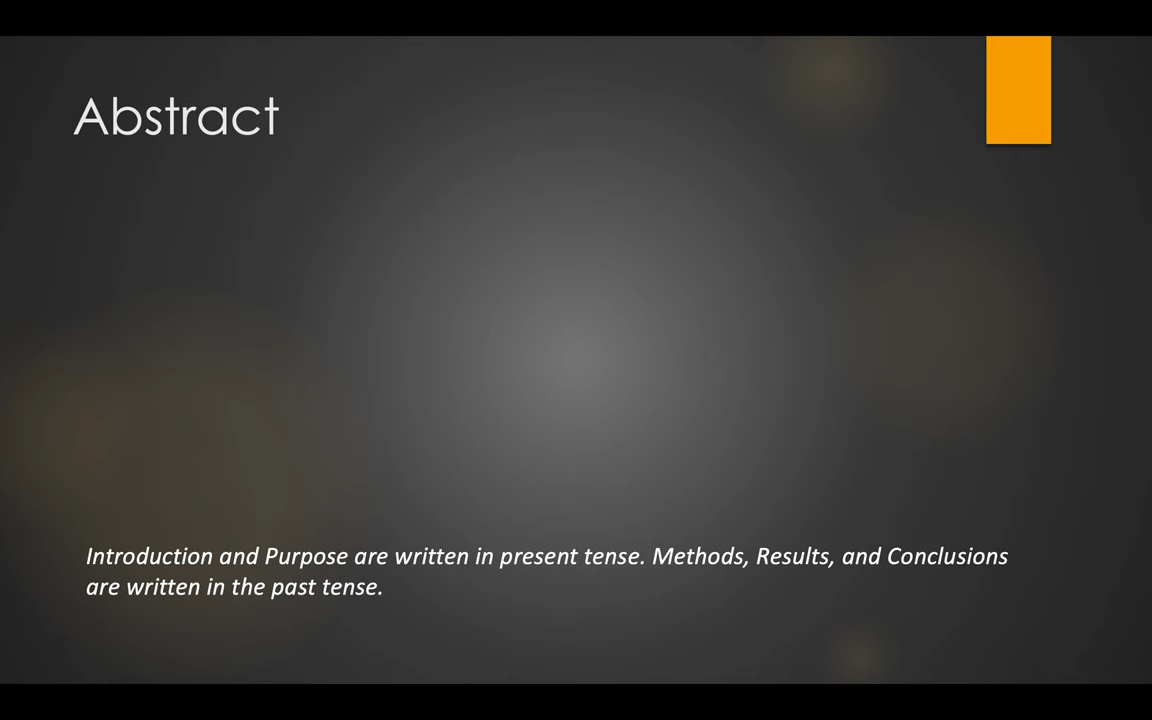 Abstract
Introduction and Purpose are written in present tense. Methods, Results, and Conclusions
are written in the past tense.